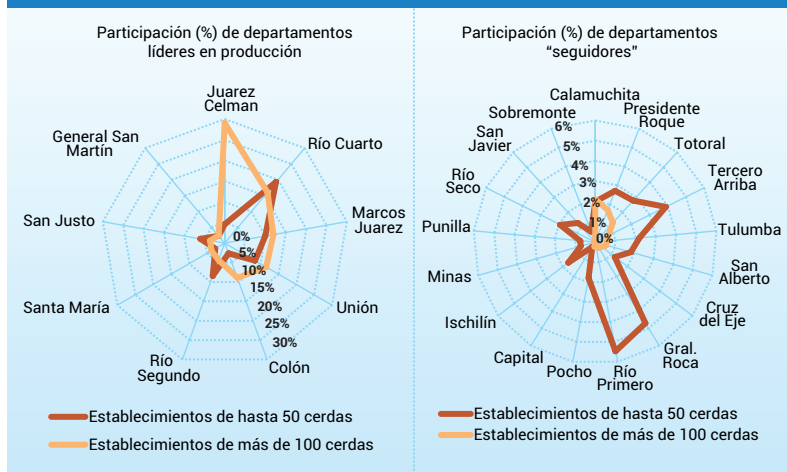 Participación (%) de departamentos
líderes en producción
Juarez
Celman
Río Cuarto
Marcos
Juarez
Unión
Colón
Río
Segundo
Santa María
San Justo
General San
Martín
0%
5%
10%
15%
20%
25%
30%
Establecimientos de hasta 50 cerdas
Establecimientos de más de 100 cerdas
Participación (%) de departamentos
“seguidores”
Calamuchita
Presidente
Roque
Totoral
Tercero
Arriba
Tulumba
San
Alberto
Cruz
del Eje
Gral.
Roca
Río
Primero
Pocho
Capital
Ischilín
Minas
Punilla
Río
Seco
San
Javier
Sobremonte
6%
5%
4%
3%
2%
1%
0%
Establecimientos de hasta 50 cerdas
Establecimientos de más de 100 cerdas